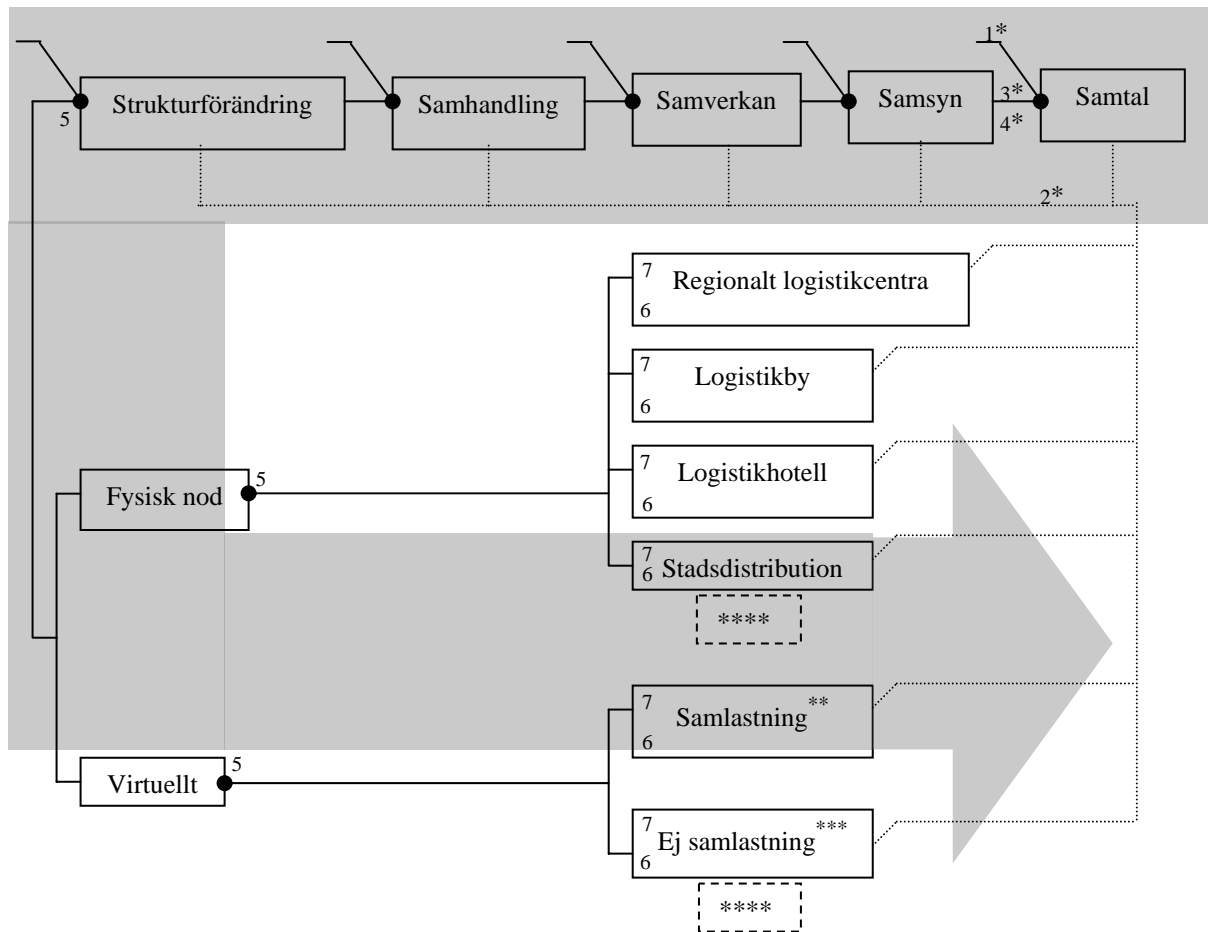 1*
5 Strukturförändring Samhandling Samverkan Samsyn 3* 4* Samtal
2*
7 Regionalt logistikcentra
6
7 Logistikby
6
7 Logistikhotell
6
Fysisk nod 5
7 Stadsdistribution
6
****
7 Samlastning**
6
Virtuellt 5
7 Ej samlastning***
6
****